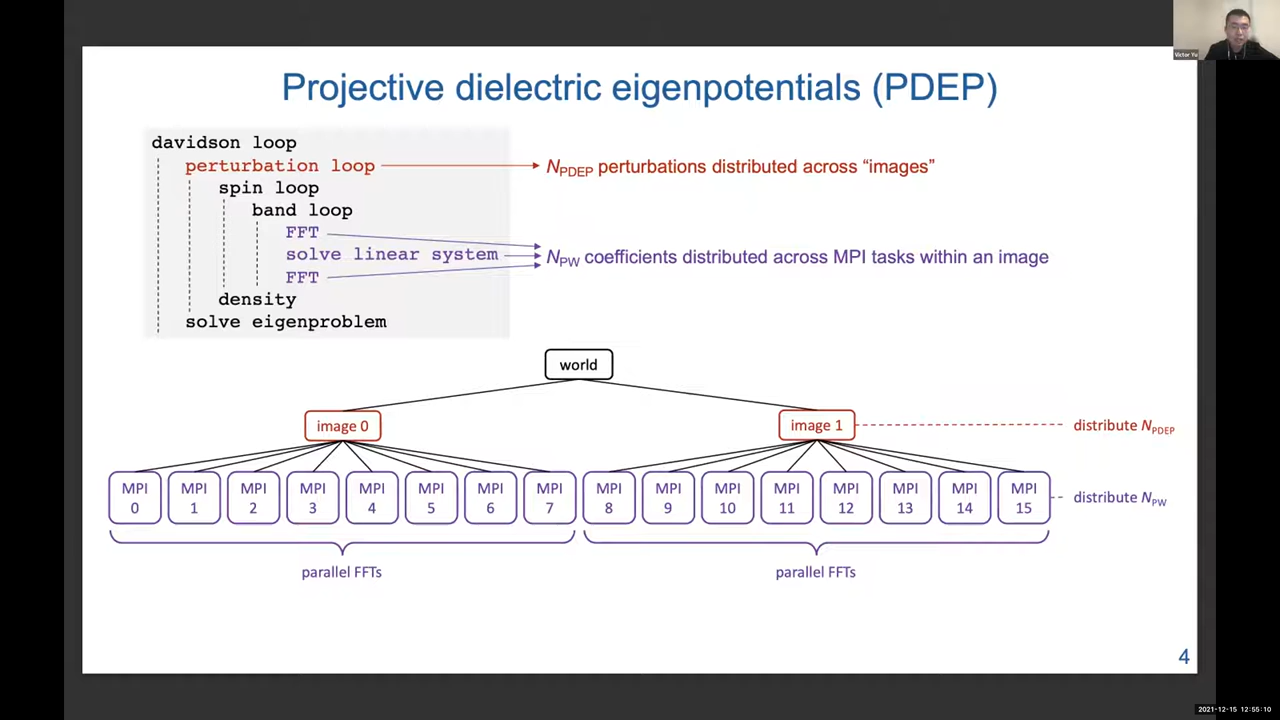 Victor Yu
Projective dielectric eigenpotentials (PDEP)
davidson loop
perturbation loop
spin loop
band loop
FFT
solve linear system
FFT
density
solve eigenproblem
NPDEP perturbations distributed across “images”
NPW coefficients distributed across MPI tasks within an image
world
image 0
image 1
distribute NPDEP
MPI 0
MPI 1
MPI 2
MPI 3
MPI 4
MPI 5
MPI 6
MPI 7
MPI 8
MPI 9
MPI 10
MPI 11
MPI 12
MPI 13
MPI 14
MPI 15
distribute NPW
parallel FFTs
parallel FFTs
4
2021-12-15 12:55:10